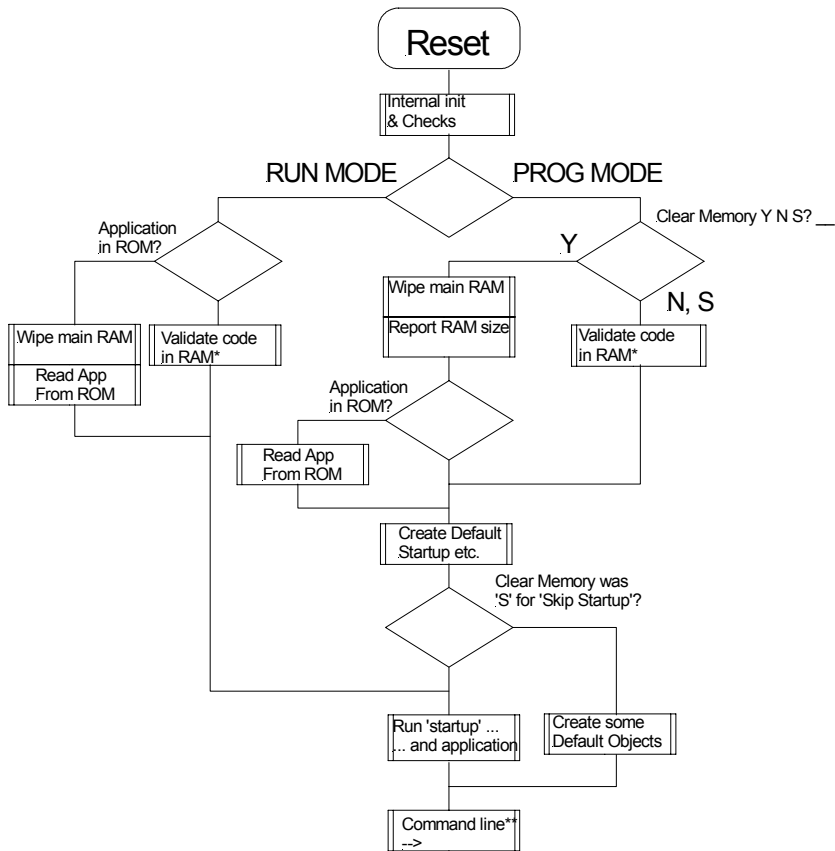 Reset
Internal init
& Checks
RUN MODE
PROG MODE
Clear Memory Y N S? __
Application
in ROM?
Y
N, S
Wipe main RAM
Report RAM size
Wipe main RAM
Read App
From ROM
Validate code
in RAM*
Validate code
in RAM*
Application
in ROM?
Read App
From ROM
Create Default
Startup etc.
Clear Memory was
'S' for 'Skip Startup'?
Run 'startup' ...
... and application
Create some
Default Objects
Command line**
-->